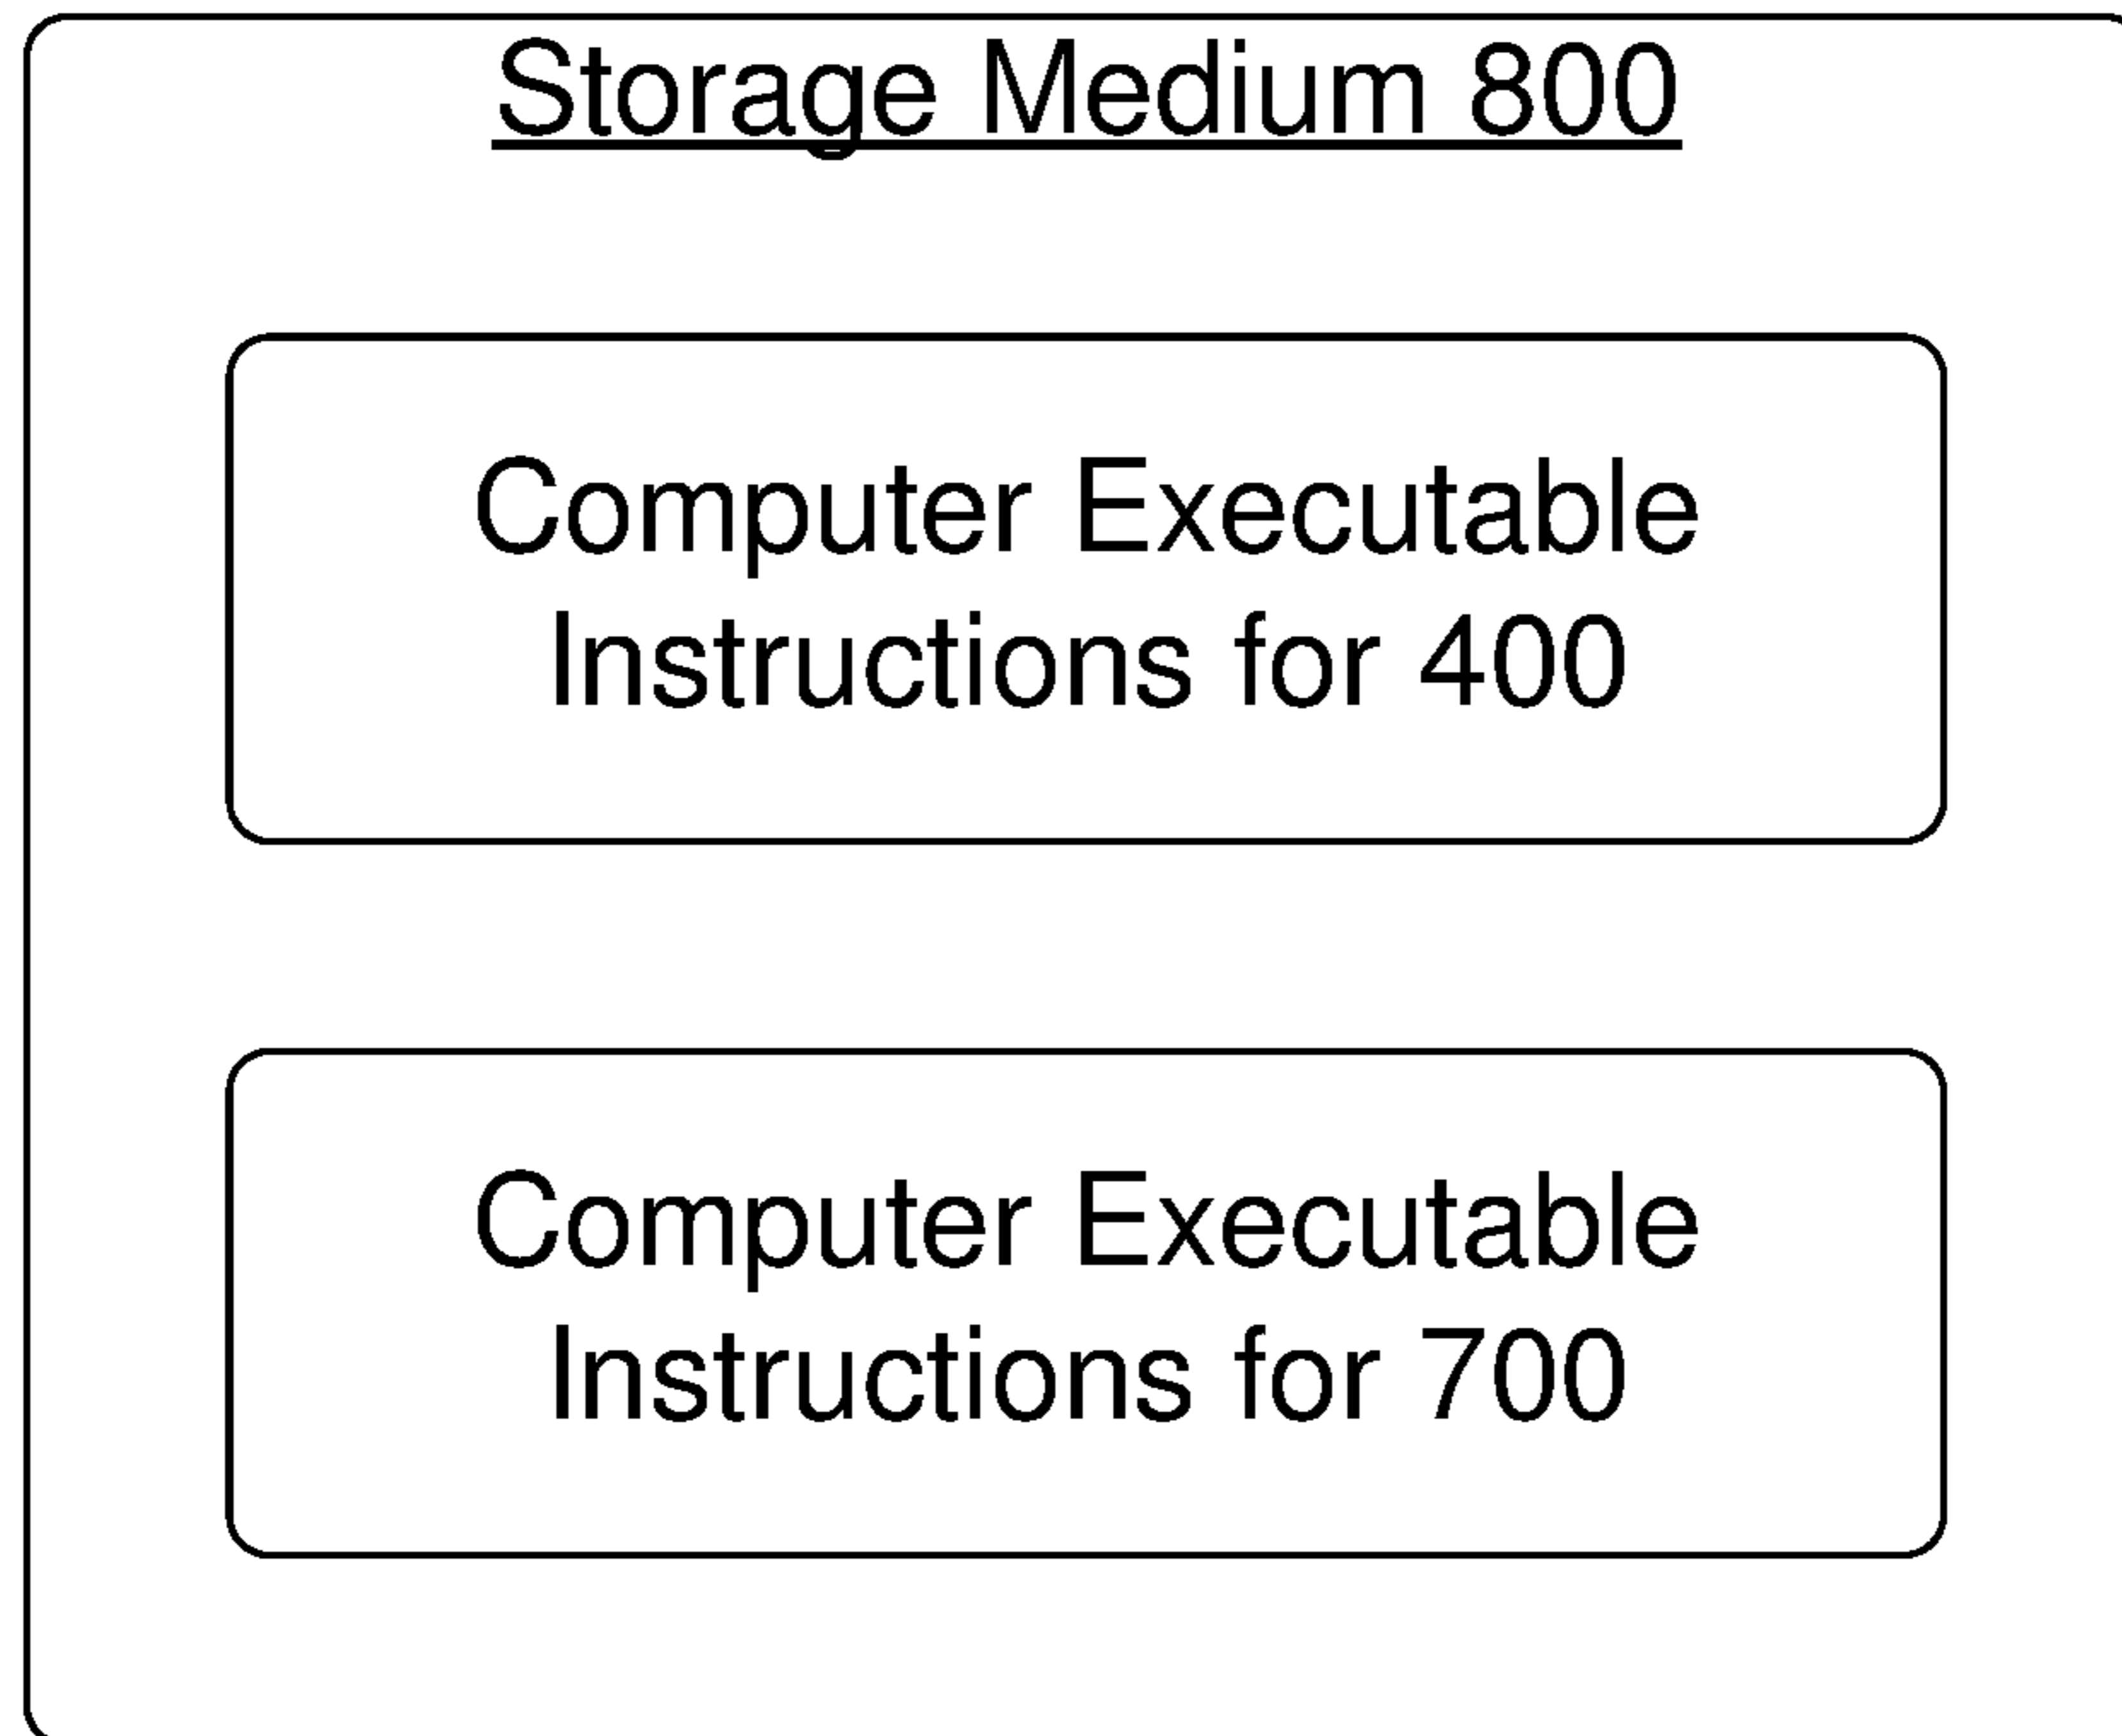 Storage Medium 800
Computer Executable
Instructions for 400
Computer Executable
Instructions for 700